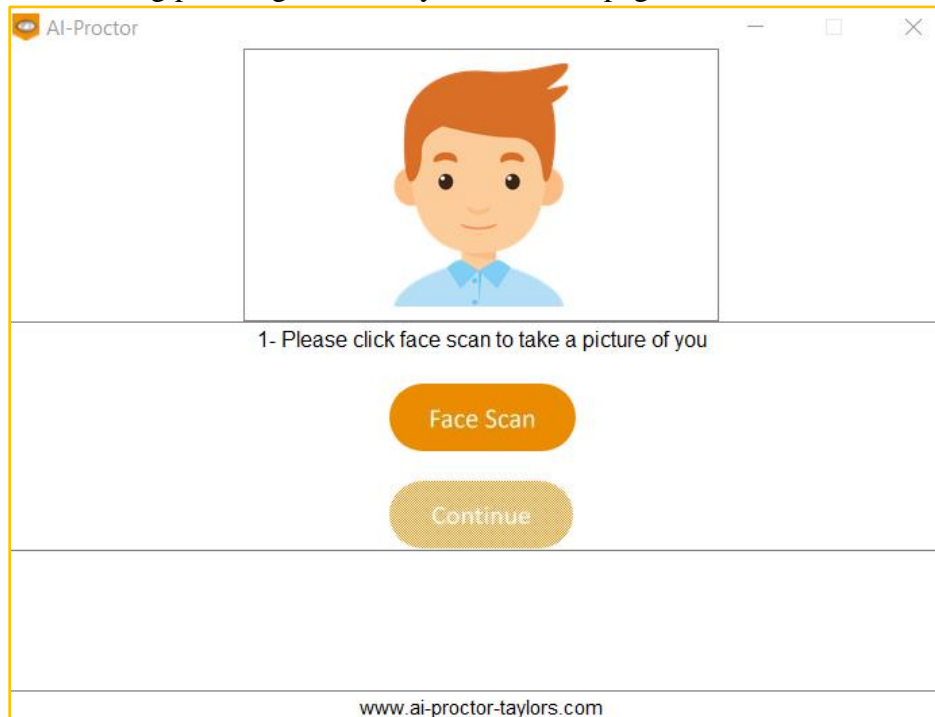 AI-Proctor
1- Please click face scan to take a picture of you
Face Scan
Continue
www.ai-proctor-taylors.com